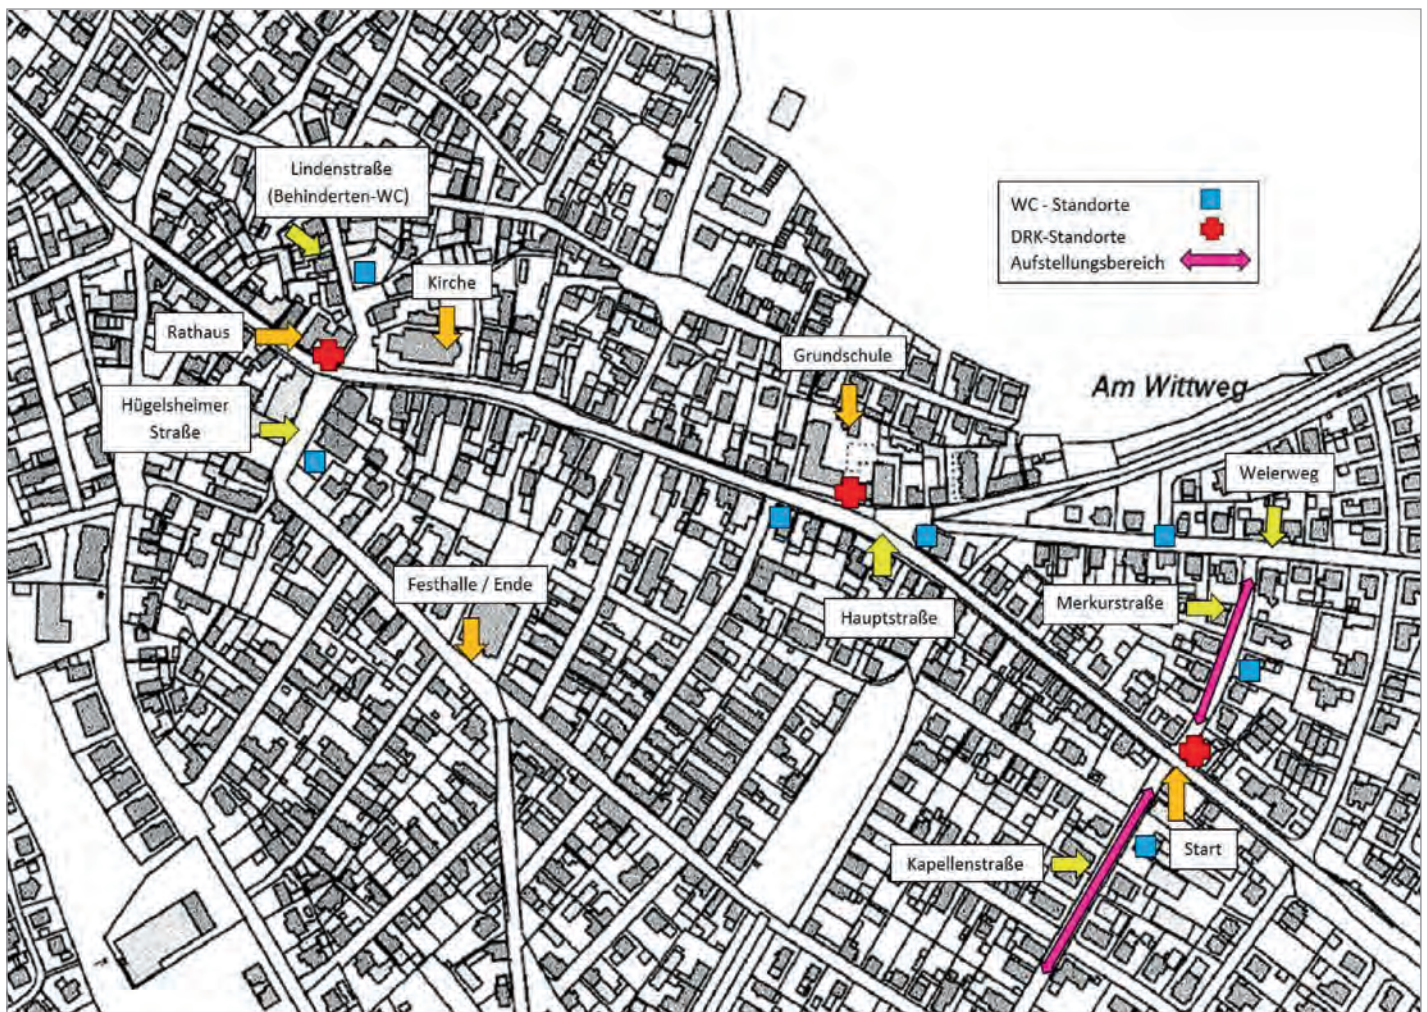 Lindenstraße
(Behinderten-WC)
WC - Standorte
DRK-Standorte
Aufstellungsbereich
Kirche
Rathaus
Grundschule
Am Wittweg
Hügelsheimer
Straße
Weierweg
Festhalle / Ende
Merkurstraße
Hauptstraße
Kapellenstraße
Start